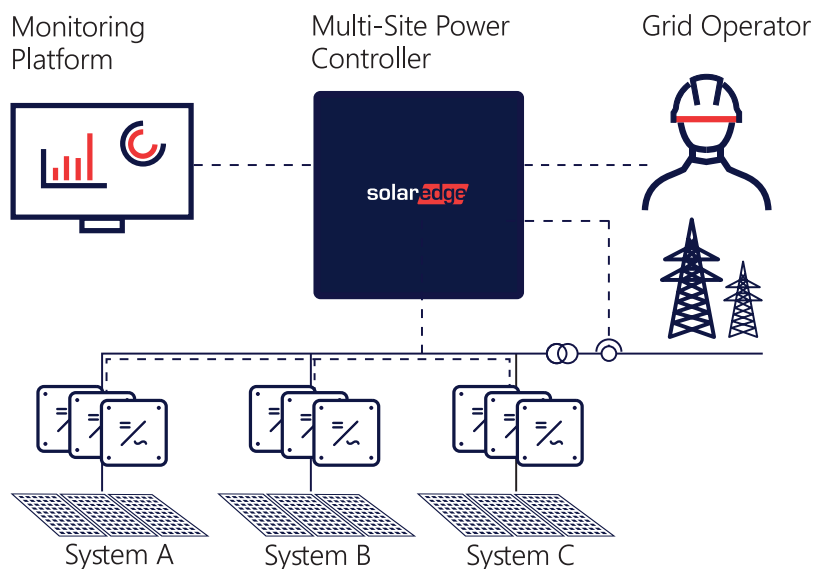 Monitoring
Platform
Multi-Site Power
Controller
Grid Operator
solaredge
System A
System B
System C